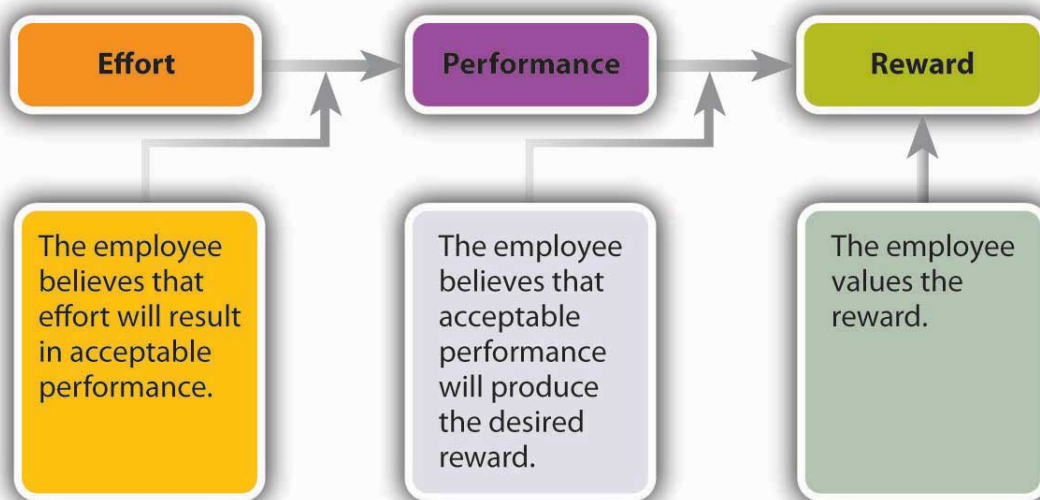 Effort
Performance
Reward
The employee
believes that
effort will result
in acceptable
performance.
The employee
believes that
acceptable
performance
will produce
the desired
reward.
The employee
values the
reward.